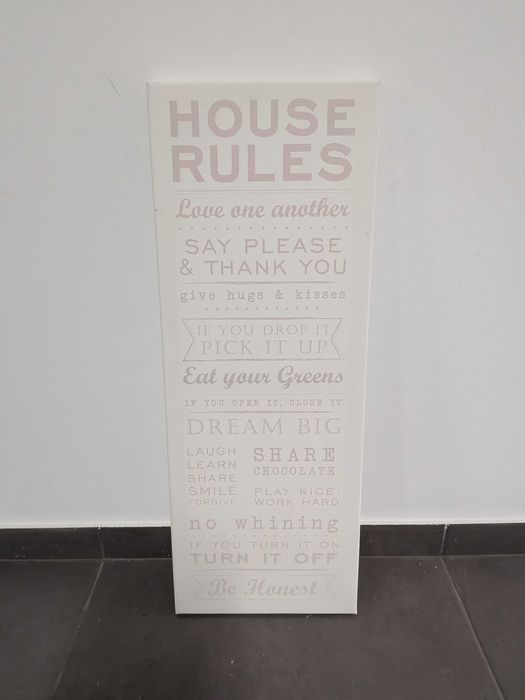 HOUSE
RULES
Love one another
SAY PLEASE
& THANK YOU
give hugs & kisses
IF YOU DROP IT
PICK IT UP
Eat your Greens
IF YOU OPEN IT, CLOSE IT
DREAM BIG
LAUGH
LEARN
SHARE
SMILE
FORGIVE
SHARE
CHOCOLATE
PLAY NICE,
WORK HARD
no whining
IF YOU TURN IT ON
TURN IT OFF
Be Honest